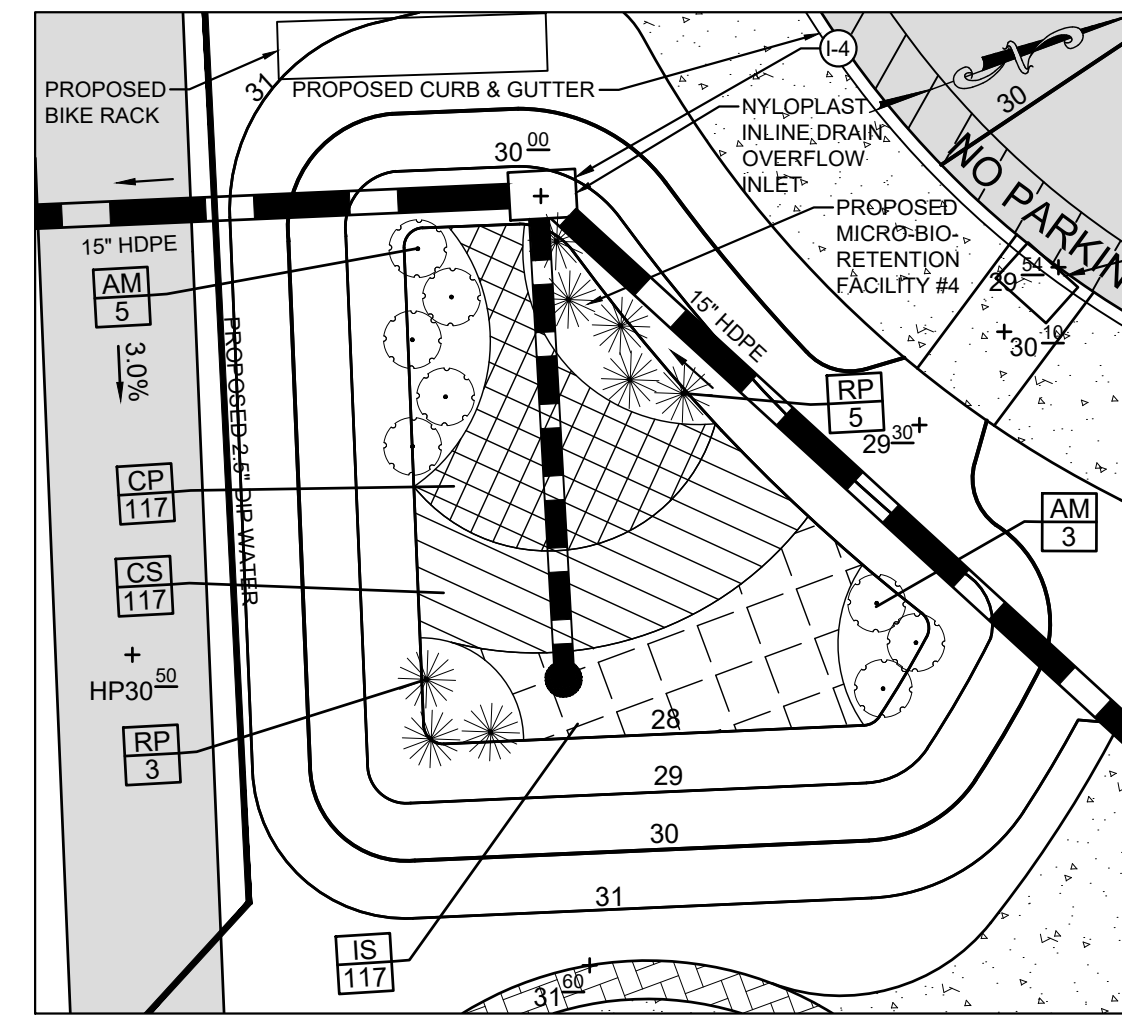 PROPOSED
BIKE RACK
31
PROPOSED CURB & GUTTER
I-4
30
NO PARKIN
NYLOPLAST
INLINE DRAIN
OVERFLOW
INLET
30 00
PROPOSED
MICRO-BIO-
RETENTION
FACILITY #4
29 54
30 10
15" HDPE
AM
5
3.0%
PROPOSED 2.5" DIP WATER
15" HDPE
RP
5
29 30
CP
117
AM
3
CS
117
HP30 50
RP
3
28
29
30
31
IS
117
31 60